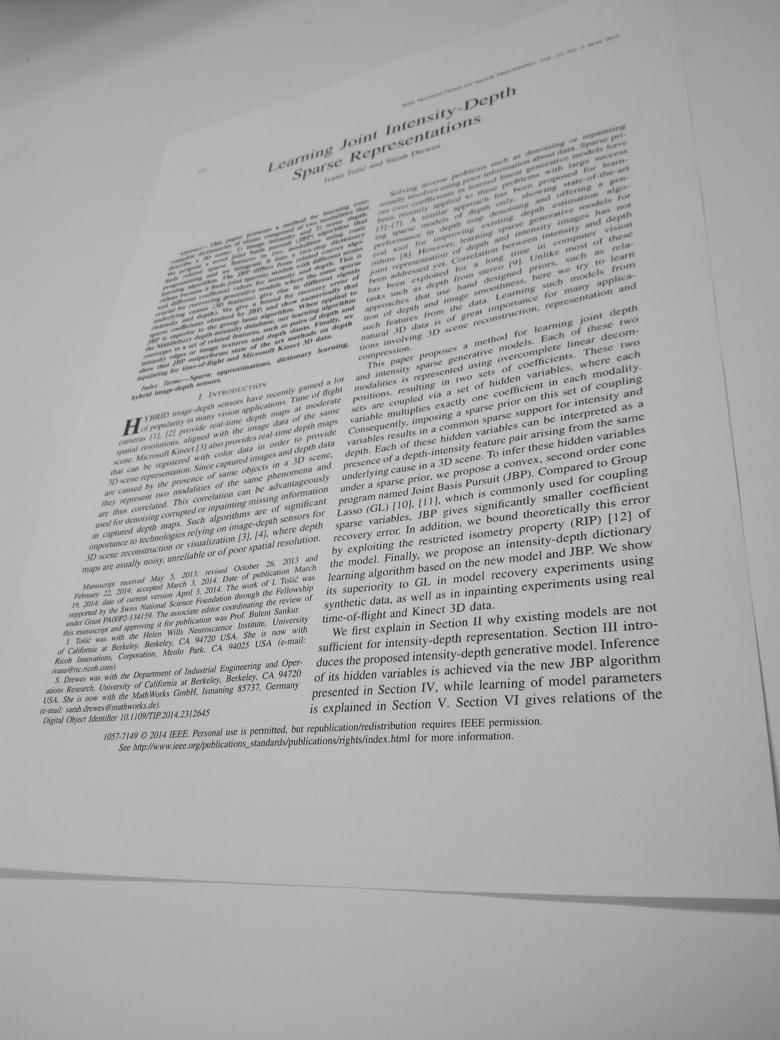 IEEE TRANSACTIONS ON IMAGE PROCESSING, VOL. 23, NO. 5, MAY 2014
Learning Joint Intensity-Depth
Sparse Representations
Ivana Tošić and Sarah Drewes
Abstract—This paper presents a method for learning over-
complete dictionaries of atoms composed of two modalities that
describe a 3D scene: 1) image intensity and 2) scene depth.
We propose a novel joint basis pursuit (JBP) algorithm that
finds related sparse features in two modalities using conic
programming and we integrate it into a two-step dictionary
learning algorithm. The JBP differs from related convex algo-
rithms because it finds joint sparsity models with different atoms
and different coefficient values for intensity and depth. This is
crucial for recovering generative models where the same sparse
underlying causes (3D features) give rise to different signals
(intensity and depth). We give a bound for recovery error of
sparse coefficients obtained by JBP, and show numerically that
JBP is superior to the group lasso algorithm. When applied to
the Middlebury depth-intensity database, our learning algorithm
converges to a set of related features, such as pairs of depth and
intensity edges or image textures and depth slants. Finally, we
show that JBP outperforms state of the art methods on depth
inpainting for time-of-flight and Microsoft Kinect 3D data.
Index Terms—Sparse approximations, dictionary learning,
hybrid image-depth sensors.
I. INTRODUCTION
HYBRID image-depth sensors have recently gained a lot
of popularity in many vision applications. Time of flight
cameras [1], [2] provide real-time depth maps at moderate
spatial resolutions, aligned with the image data of the same
scene. Microsoft Kinect [3] also provides real-time depth maps
that can be registered with color data in order to provide
3D scene representation. Since captured images and depth data
are caused by the presence of same objects in a 3D scene,
they represent two modalities of the same phenomena and
are thus correlated. This correlation can be advantageously
used for denoising corrupted or inpainting missing information
in captured depth maps. Such algorithms are of significant
importance to technologies relying on image-depth sensors for
3D scene reconstruction or visualization [3], [4], where depth
maps are usually noisy, unreliable or of poor spatial resolution.
Manuscript received May 5, 2013; revised October 26, 2013 and
February 22, 2014; accepted March 3, 2014. Date of publication March
19, 2014; date of current version April 3, 2014. The work of I. Tošić was
supported by the Swiss National Science Foundation through the Fellowship
under Grant PA00P2-134159. The associate editor coordinating the review of
this manuscript and approving it for publication was Prof. Bulent Sankur.
I. Tošić was with the Helen Wills Neuroscience Institute, University
of California at Berkeley, Berkeley, CA 94720 USA. She is now with
Ricoh Innovations, Corporation, Menlo Park, CA 94025 USA (e-mail:
ivana@ric.ricoh.com).
S. Drewes was with the Department of Industrial Engineering and Oper-
ations Research, University of California at Berkeley, Berkeley, CA 94720
USA. She is now with the MathWorks GmbH, Ismaning 85737, Germany
(e-mail: sarah.drewes@mathworks.de).
Digital Object Identifier 10.1109/TIP.2014.2312645
Solving inverse problems such as denoising or inpainting
usually involves using prior information about data. Sparse pri-
ors over coefficients in learned linear generative models have
been recently applied to these problems with large success
[5]–[7]. A similar approach has been proposed for learn-
ing sparse models of depth only, showing state-of-the-art
performance in depth map denoising and offering a gen-
eral tool for improving existing depth estimation algo-
rithms [8]. However, learning sparse generative models for
joint representation of depth and intensity images has not
been addressed yet. Correlation between intensity and depth
has been exploited for a long time in computer vision
tasks such as depth from stereo [9]. Unlike most of these
approaches that use hand designed priors, such as rela-
tion of depth and image smoothness, here we try to learn
such features from the data. Learning such models from
natural 3D data is of great importance for many applica-
tions involving 3D scene reconstruction, representation and
compression.
This paper proposes a method for learning joint depth
and intensity sparse generative models. Each of these two
modalities is represented using overcomplete linear decom-
positions, resulting in two sets of coefficients. These two
sets are coupled via a set of hidden variables, where each
variable multiplies exactly one coefficient in each modality.
Consequently, imposing a sparse prior on this set of coupling
variables results in a common sparse support for intensity and
depth. Each of these hidden variables can be interpreted as a
presence of a depth-intensity feature pair arising from the same
underlying cause in a 3D scene. To infer these hidden variables
under a sparse prior, we propose a convex, second order cone
program named Joint Basis Pursuit (JBP). Compared to Group
Lasso (GL) [10], [11], which is commonly used for coupling
sparse variables, JBP gives significantly smaller coefficient
recovery error. In addition, we bound theoretically this error
by exploiting the restricted isometry property (RIP) [12] of
the model. Finally, we propose an intensity-depth dictionary
learning algorithm based on the new model and JBP. We show
its superiority to GL in model recovery experiments using
synthetic data, as well as in inpainting experiments using real
time-of-flight and Kinect 3D data.
We first explain in Section II why existing models are not
sufficient for intensity-depth representation. Section III intro-
duces the proposed intensity-depth generative model. Inference
of its hidden variables is achieved via the new JBP algorithm
presented in Section IV, while learning of model parameters
is explained in Section V. Section VI gives relations of the
1057-7149 © 2014 IEEE. Personal use is permitted, but republication/redistribution requires IEEE permission.
See http://www.ieee.org/publications_standards/publications/rights/index.html for more information.